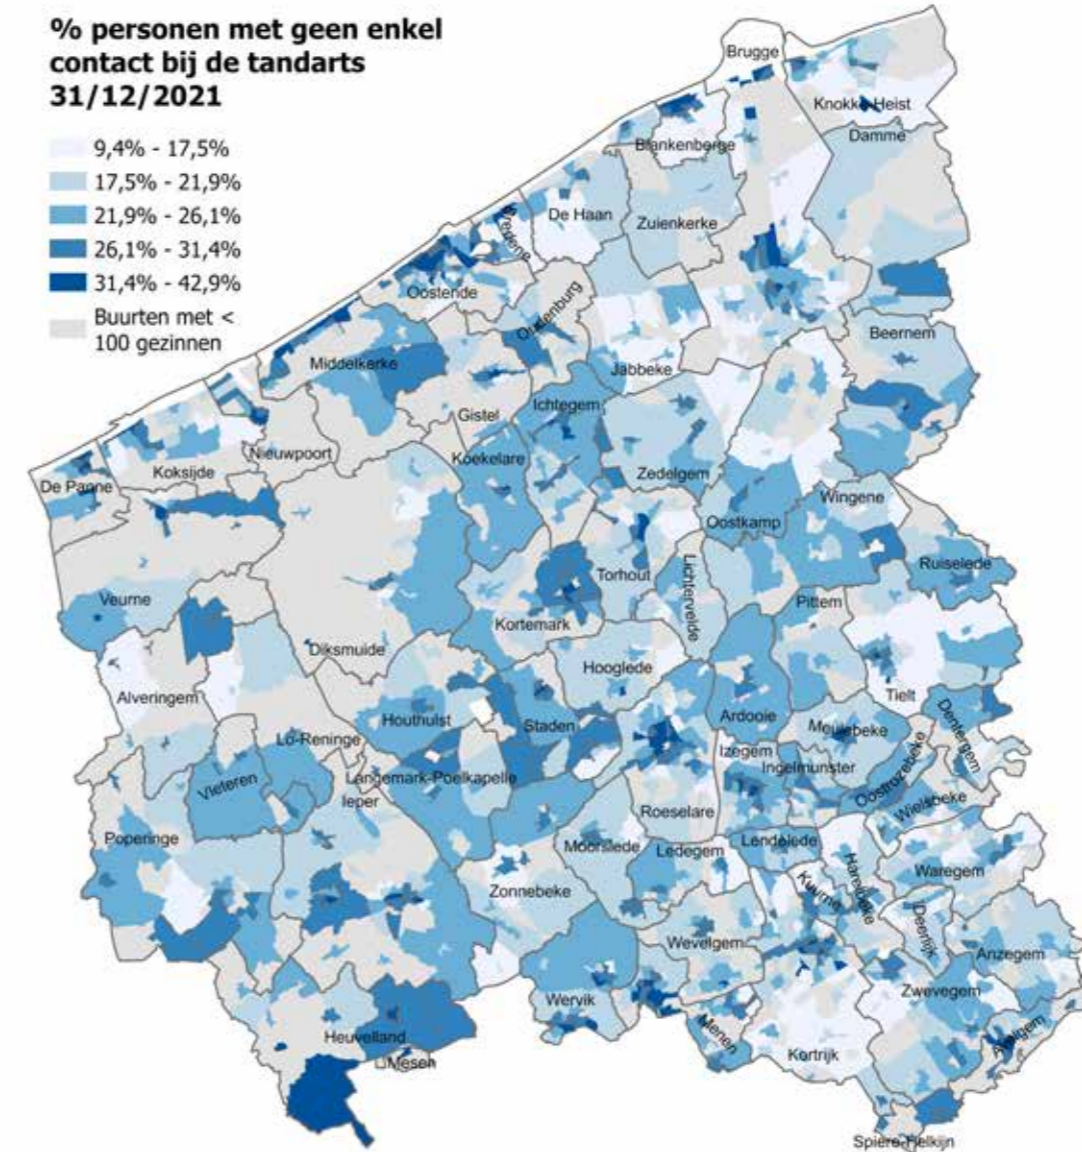 % personen met geen enkel
contact bij de tandarts
31/12/2021
9,4% - 17,5%
17,5% - 21,9%
21,9% - 26,1%
26,1% - 31,4%
31,4% - 42,9%
Buurten met <
100 gezinnen
Brugge
Knokke-Heist
Damme
Blankenberge
De Haan
Zuienkerke
Bredene
Oostende
Oudenburg
Beernem
Middelkerke
Jabbeke
Ichtegem
Gistel
Nieuwpoort
Koekelare
Koksijde
De Panne
Zedelgem
Wingene
Oostkamp
Ruiselede
Torhout
Lichtervelde
Veurne
Pittem
Kortemark
Diksmuide
Hooglede
Tielt
Alveringem
Houthulst
Staden
Ardooie
Meulebeke
Dentergem
Lo-Reninge
Izegem
Ingelmunster
Oostrozebeke
Langemark-Poelkapelle
Vleteren
Ieper
Wielsbeke
Roeselare
Poperinge
Moorslede
Ledegem
Lendelede
Harelbeke
Waregem
Zonnebeke
Kuurne
Deerlijk
Wevelgem
Anzegem
Zwevegem
Wervik
Menen
Avelgem
Heuvelland
Mesen
Kortrijk
Spiere-Helkijn